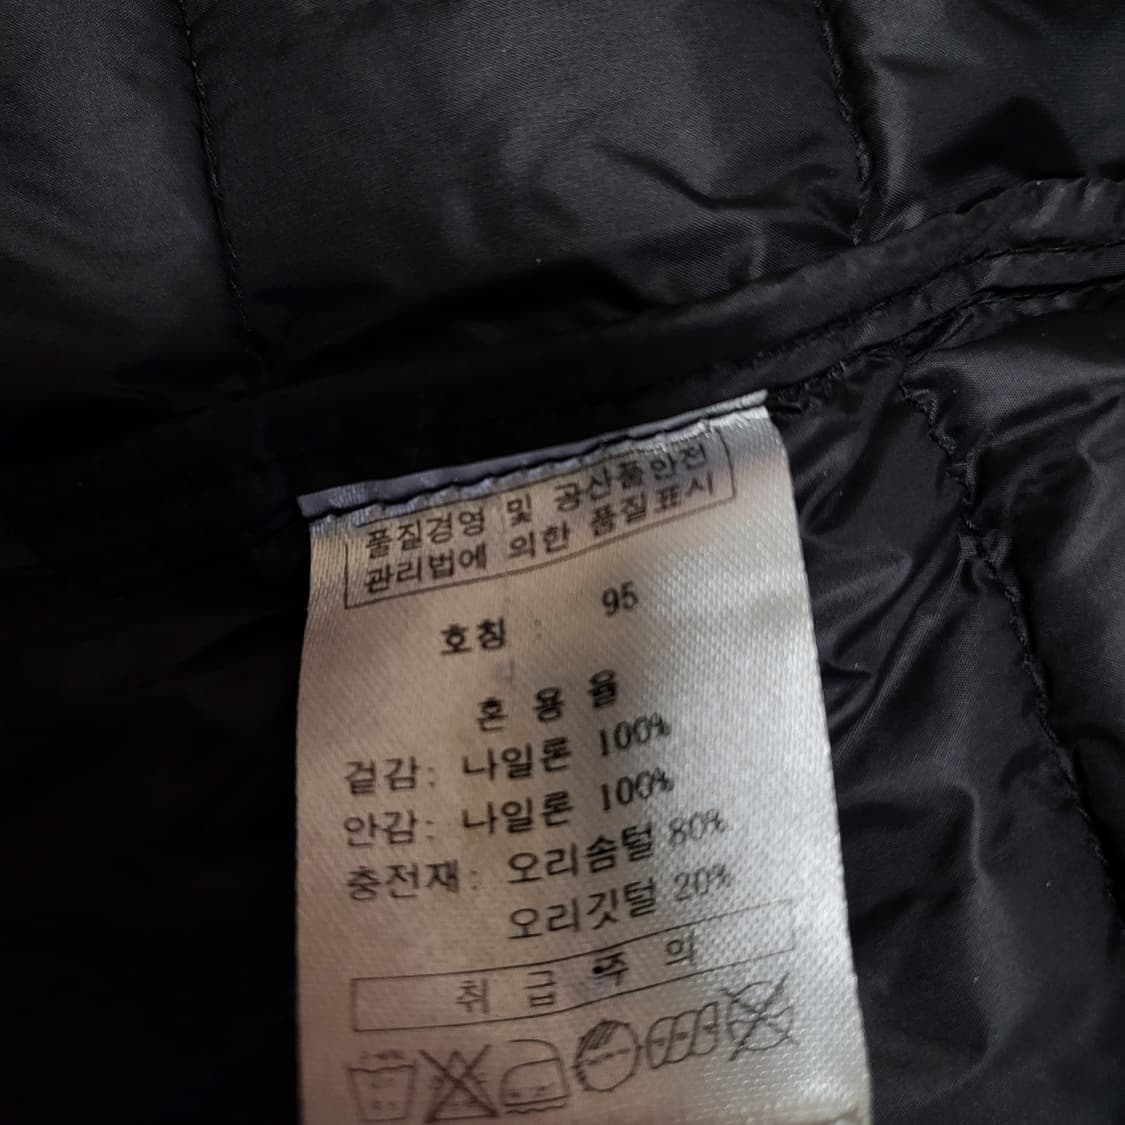 품질경영 및 공산품안전
관리법에 의한 품질표시
호칭 : 95
혼 용 율
겉감: 나일론 100%
안감: 나일론 100%
충전재: 오리솜털 80%
오리깃털 20%
취 급 주 의